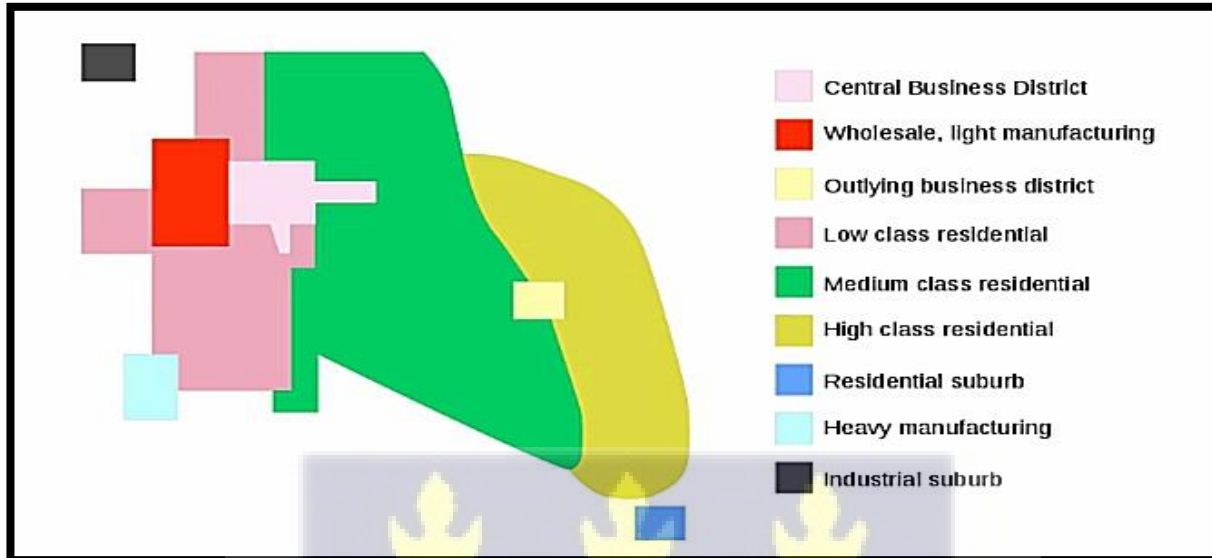 Central Business District
Wholesale, light manufacturing
Outlying business district
Low class residential
Medium class residential
High class residential
Residential suburb
Heavy manufacturing
Industrial suburb